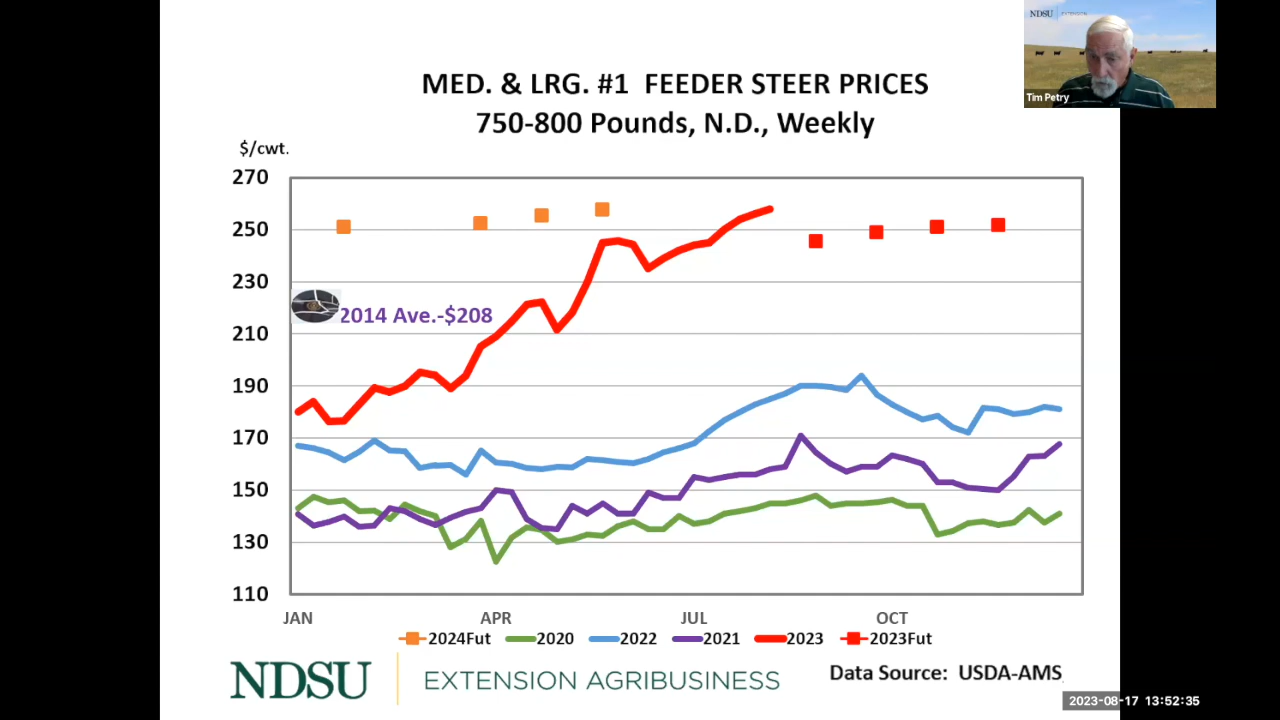 NDSU EXTENSION
Tim Petry
MED. & LRG. #1 FEEDER STEER PRICES
750-800 Pounds, N.D., Weekly
$/cwt.
270
250
230
210
190
170
150
130
110
2014 Ave.-$208
JAN APR JUL OCT
2024Fut 2020 2022 2021 2023 2023Fut
NDSU EXTENSION AGRIBUSINESS
Data Source: USDA-AMS
2023-08-17 13:52:35